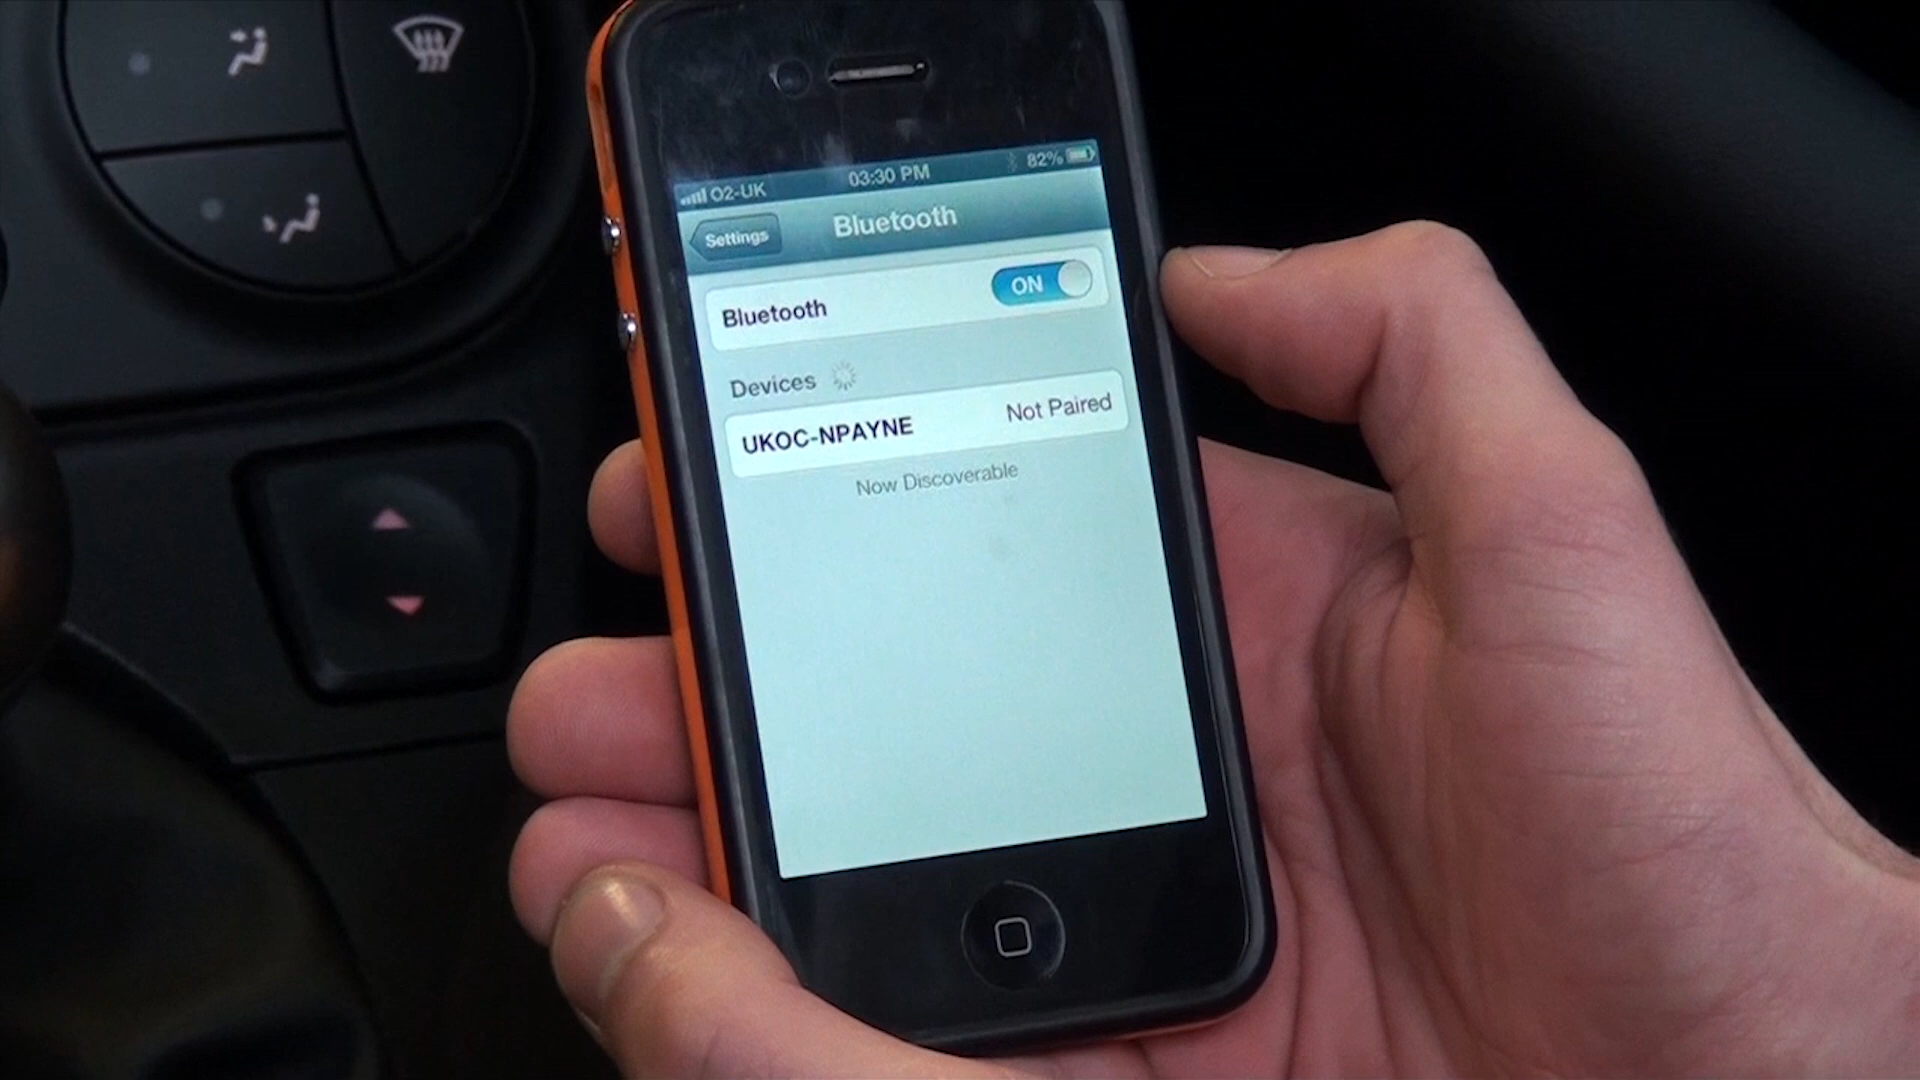 O2-UK 03:30 PM 82%
Settings Bluetooth
Bluetooth ON
Devices
UKOC-NPAYNE Not Paired
Now Discoverable